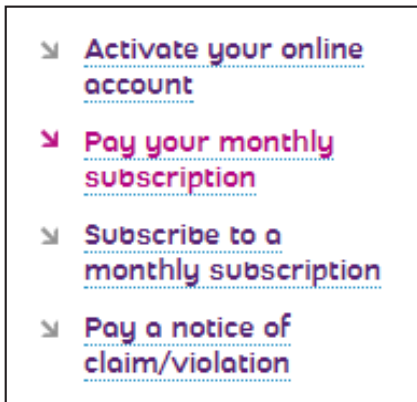 Activate your online
account
Pay your monthly
subscription
Subscribe to a
monthly subscription
Pay a notice of
claim/violation